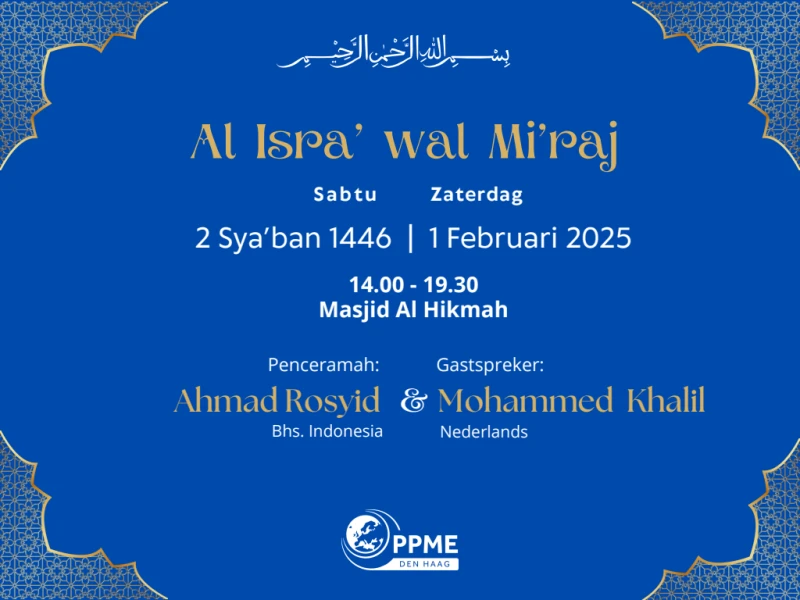 بِسْمِ اللهِ الرَّحْمٰنِ الرَّحِيْمِ
Al Isra' wal Mi'raj
Sabtu Zaterdag
2 Sya'ban 1446 | 1 Februari 2025
14.00 - 19.30
Masjid Al Hikmah
Penceramah: Gastspreker:
Ahmad Rosyid & Mohammed Khalil
Bhs. Indonesia Nederlands
PPME
DEN HAAG